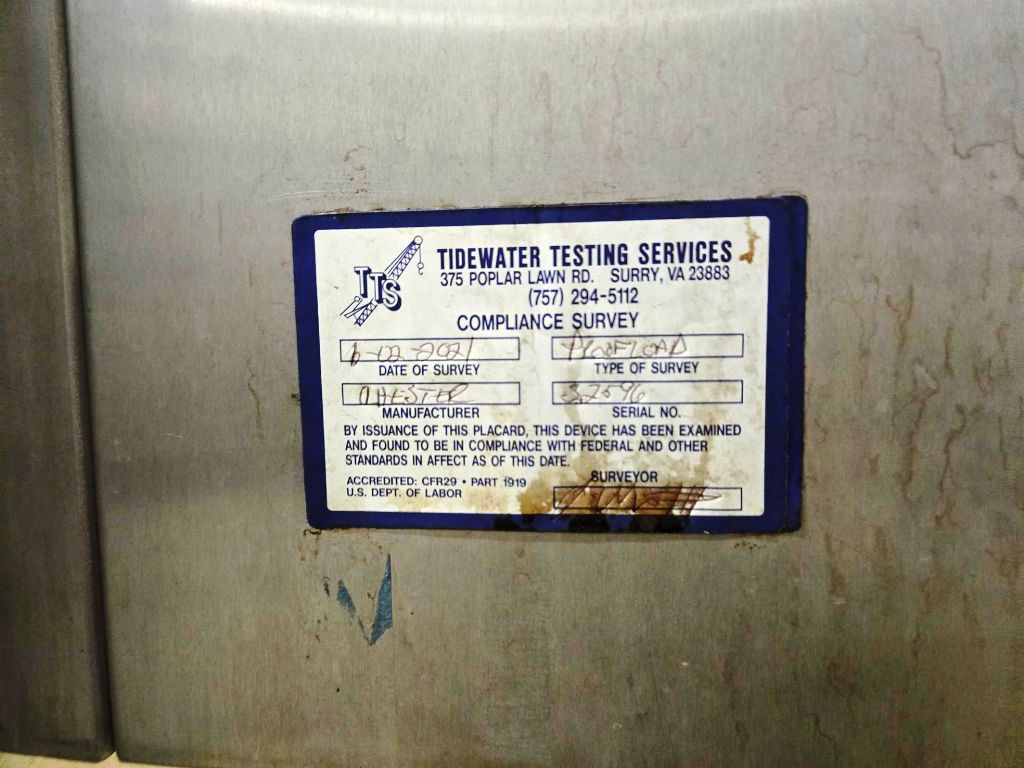 TTS
TIDEWATER TESTING SERVICES
375 POPLAR LAWN RD. SURRY, VA 23883
(757) 294-5112
COMPLIANCE SURVEY
6-02-2021 PROOFLOAD
DATE OF SURVEY TYPE OF SURVEY
32596
MANUFACTURER SERIAL NO.
BY ISSUANCE OF THIS PLACARD, THIS DEVICE HAS BEEN EXAMINED
AND FOUND TO BE IN COMPLIANCE WITH FEDERAL AND OTHER
STANDARDS IN AFFECT AS OF THIS DATE.
ACCREDITED: CFR29 • PART 1919
U.S. DEPT. OF LABOR
SURVEYOR